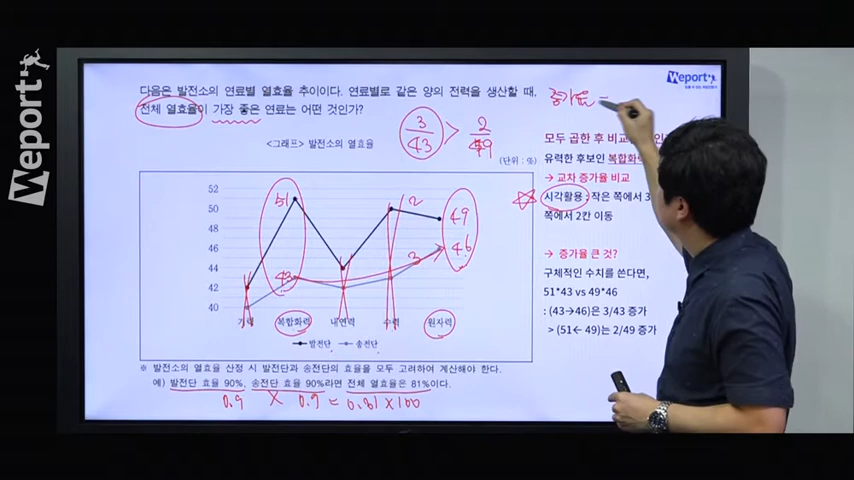 Weport
Weport
다음은 발전소의 연료별 열효율 추이이다. 연료별로 같은 양의 전력을 생산할 때,
전체 열효율이 가장 좋은 연료는 어떤 것인가?
증가율 =
3/43 > 2/49
<그래프> 발전소의 열효율
(단위 : %)
52
50
48
46
44
42
40
51
43
2
3
49
46
기력
복합화력
내연력
수력
원자력
발전단
송전단
※ 발전소의 열효율 산정 시 발전단과 송전단의 효율을 모두 고려하여 계산해야 한다.
예) 발전단 효율 90%, 송전단 효율 90%라면 전체 열효율은 81%이다.
0.9 × 0.9 = 0.81 × 100
모두 곱한 후 비교
유력한 후보인 복합화력
→ 교차 증가율 비교
시각활용 : 작은 쪽에서 3
쪽에서 2칸 이동
→ 증가율 큰 것?
구체적인 수치를 쓴다면,
51*43 vs 49*46
: (43→46)은 3/43 증가
> (51← 49)는 2/49 증가